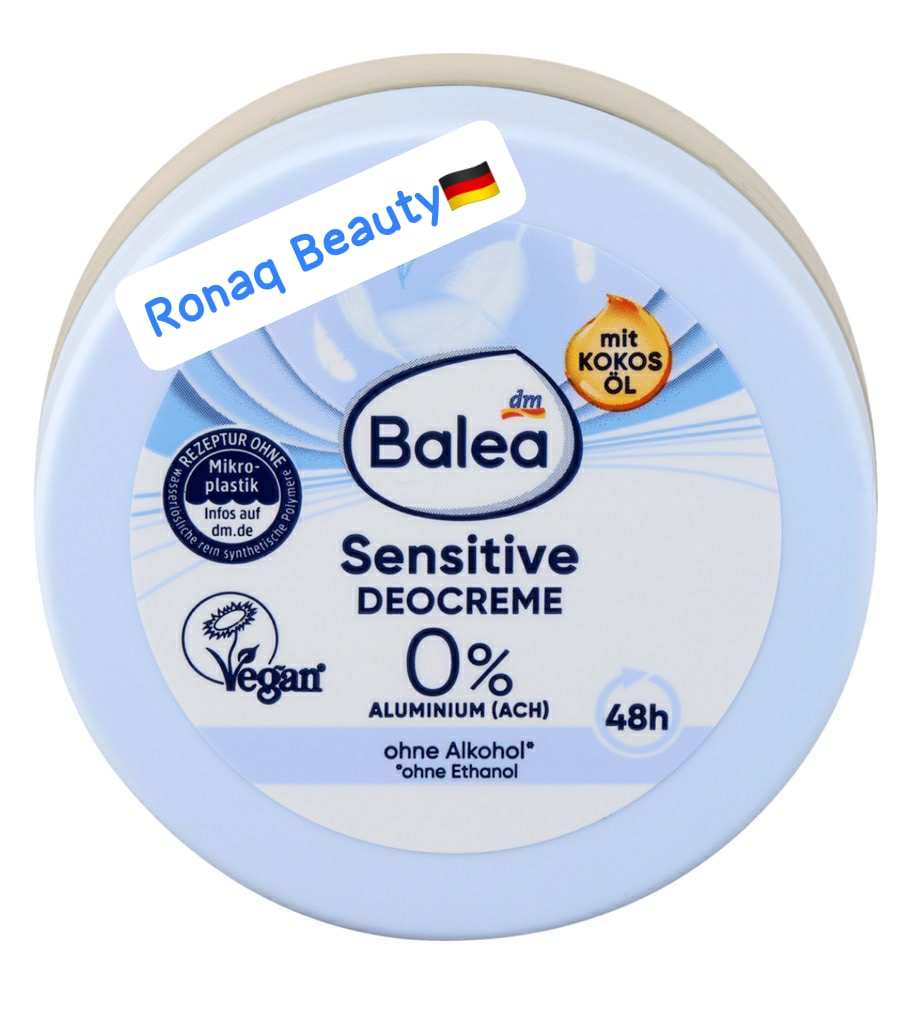 Ronaq Beauty🇩🇪
mit
KOKOS
ÖL
dm
Balea
REZEPTUR OHNE
Mikro-
plastik
Infos auf
dm.de
wasserlösliche rein synthetische Polymere
Sensitive
DEOCREME
Vegan
0%
ALUMINIUM (ACH)
48h
ohne Alkohol*
*ohne Ethanol